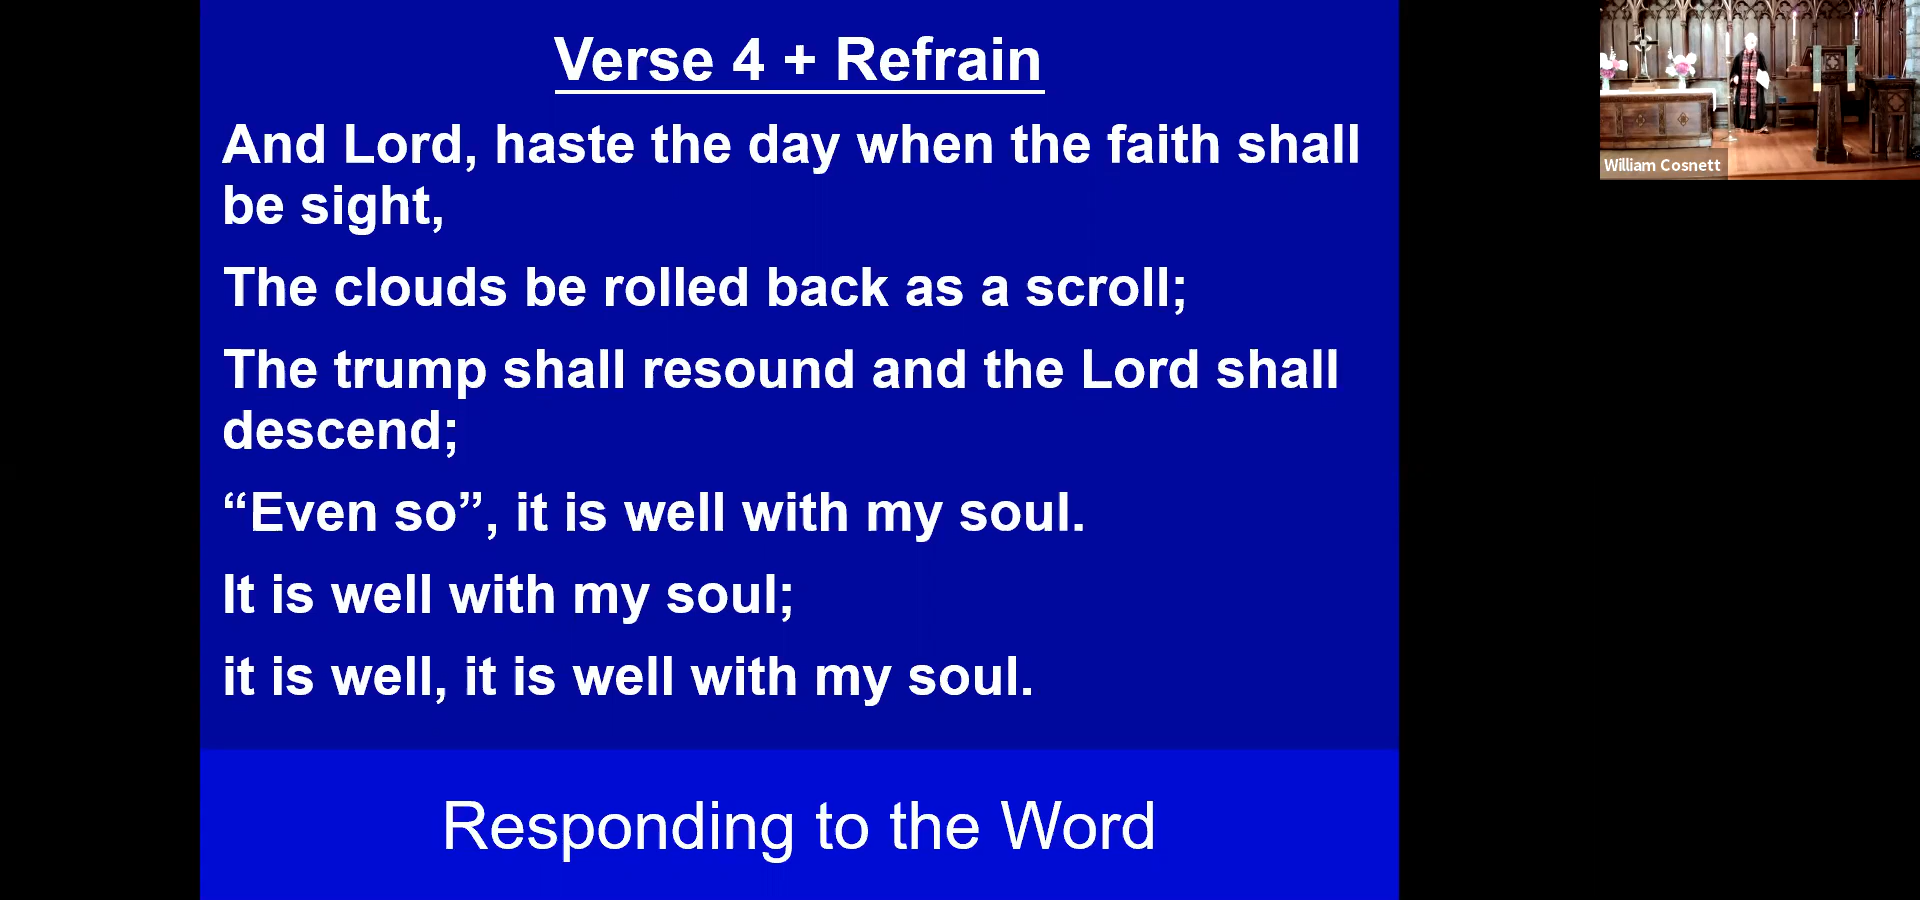 Verse 4 + Refrain
And Lord, haste the day when the faith shall
be sight,
The clouds be rolled back as a scroll;
The trump shall resound and the Lord shall
descend;
“Even so”, it is well with my soul.
It is well with my soul;
it is well, it is well with my soul.
Responding to the Word
William Cosnett